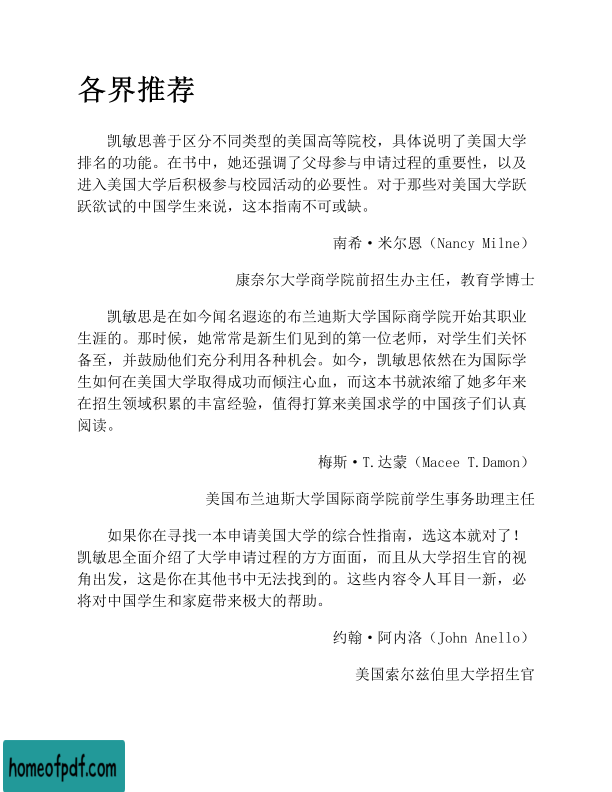 各界推荐
凯敏思善于区分不同类型的美国高等院校，具体说明了美国大学
排名的功能。在书中，她还强调了父母参与申请过程的重要性，以及
进入美国大学后积极参与校园活动的必要性。对于那些对美国大学跃
跃欲试的中国学生来说，这本指南不可或缺。
南希·米尔恩（Nancy Milne）
康奈尔大学商学院前招生办主任，教育学博士
凯敏思是在如今闻名遐迩的布兰迪斯大学国际商学院开始其职业
生涯的。那时候，她常常是新生们见到的第一位老师，对学生们关怀
备至，并鼓励他们充分利用各种机会。如今，凯敏思依然在为国际学
生如何在美国大学取得成功而倾注心血，而这本书就浓缩了她多年来
在招生领域积累的丰富经验，值得打算来美国求学的中国孩子们认真
阅读。
梅斯·T.达蒙（Macee T.Damon）
美国布兰迪斯大学国际商学院前学生事务助理主任
如果你在寻找一本申请美国大学的综合性指南，选这本就对了！
凯敏思全面介绍了大学申请过程的方方面面，而且从大学招生官的视
角出发，这是你在其他书中无法找到的。这些内容令人耳目一新，必
将对中国学生和家庭带来极大的帮助。
约翰·阿内洛（John Anello）
美国索尔兹伯里大学招生官
homeofpdf.com